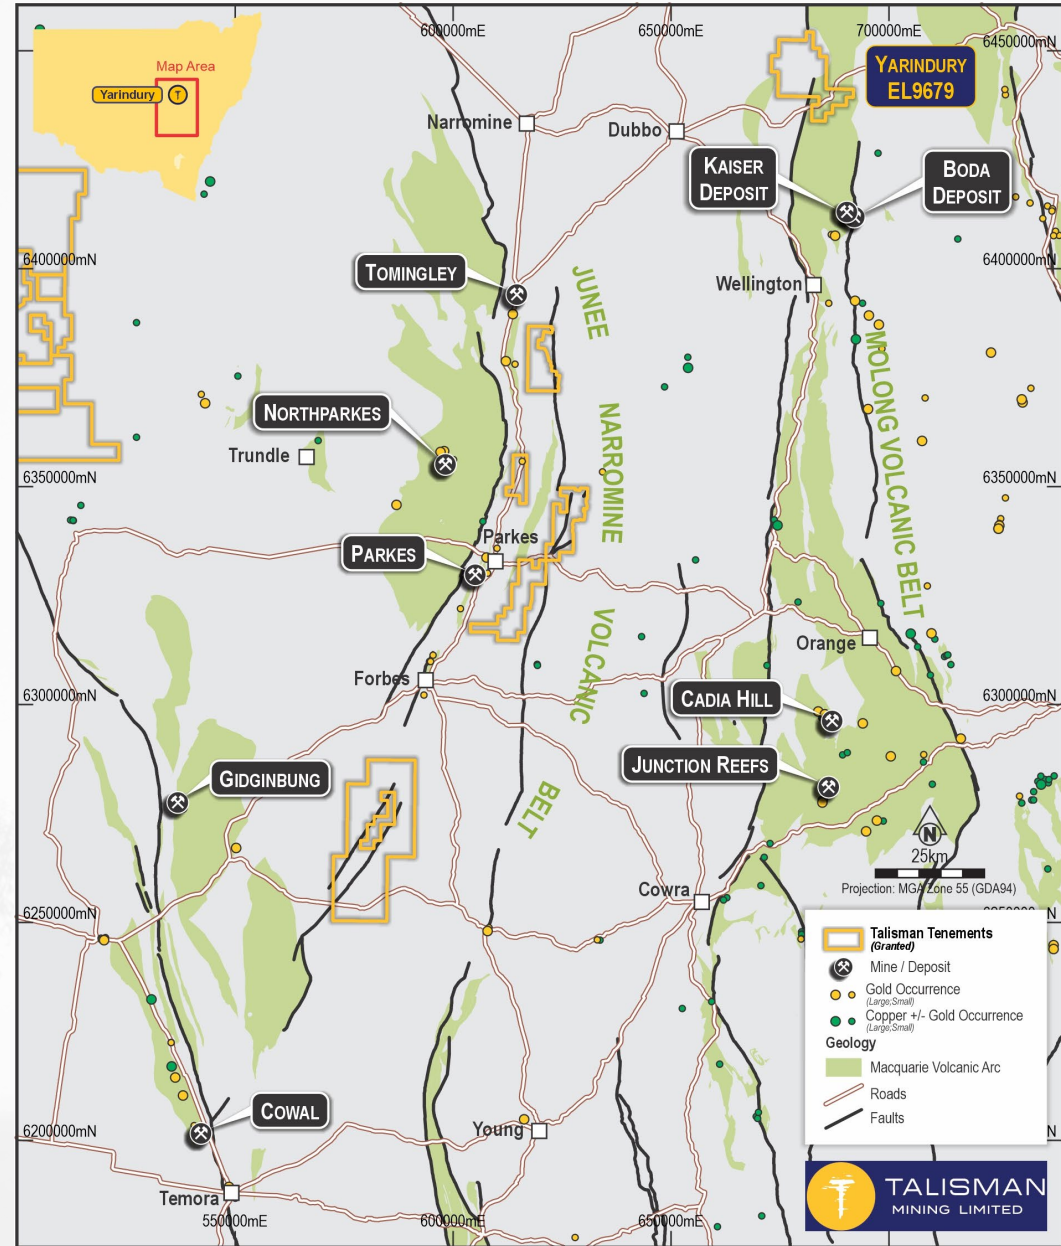 600000mE
650000mE
700000mE
6450000mN
Map Area
Yarindury
YARINDURY
EL9679
Narromine
Dubbo
KAISER
DEPOSIT
BODA
DEPOSIT
6400000mN
6400000mN
TOMINGLEY
Wellington
JUNEE
NARROMINE
VOLCANIC
BELT
MOLONG VOLCANIC BELT
NORTHPARKES
Trundle
6350000mN
6350000mN
PARKES
Parkes
Orange
Forbes
6300000mN
6300000mN
CADIA HILL
JUNCTION REEFS
GIDGINBUNG
N
25km
Projection: MGA Zone 55 (GDA94)
Cowra
6250000mN
N
Talisman Tenements
(Granted)
Mine / Deposit
Gold Occurrence
(Large;Small)
Copper +/- Gold Occurrence
(Large;Small)
Geology
Macquarie Volcanic Arc
Roads
Faults
COWAL
Young
6200000mN
N
Temora
550000mE
600000mE
650000mE
TALISMAN
MINING LIMITED